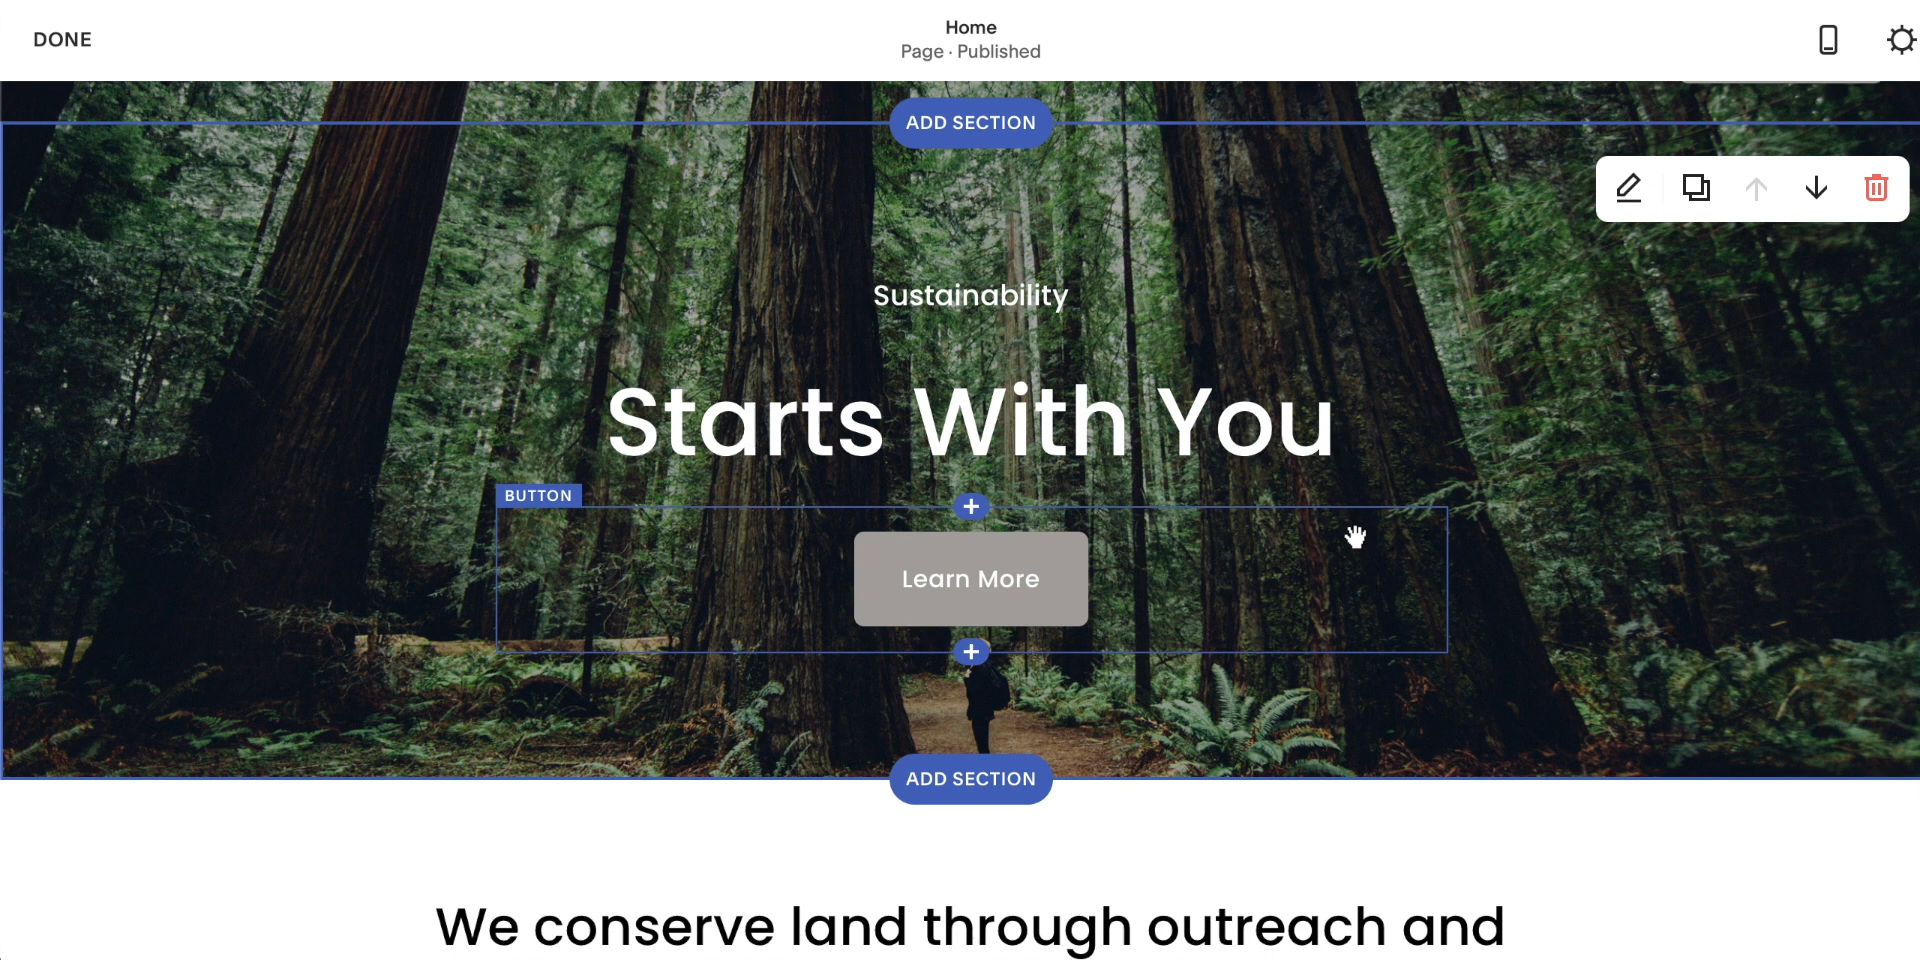 DONE
Home
Page · Published
ADD SECTION
Sustainability
Starts With You
BUTTON
Learn More
ADD SECTION
We conserve land through outreach and